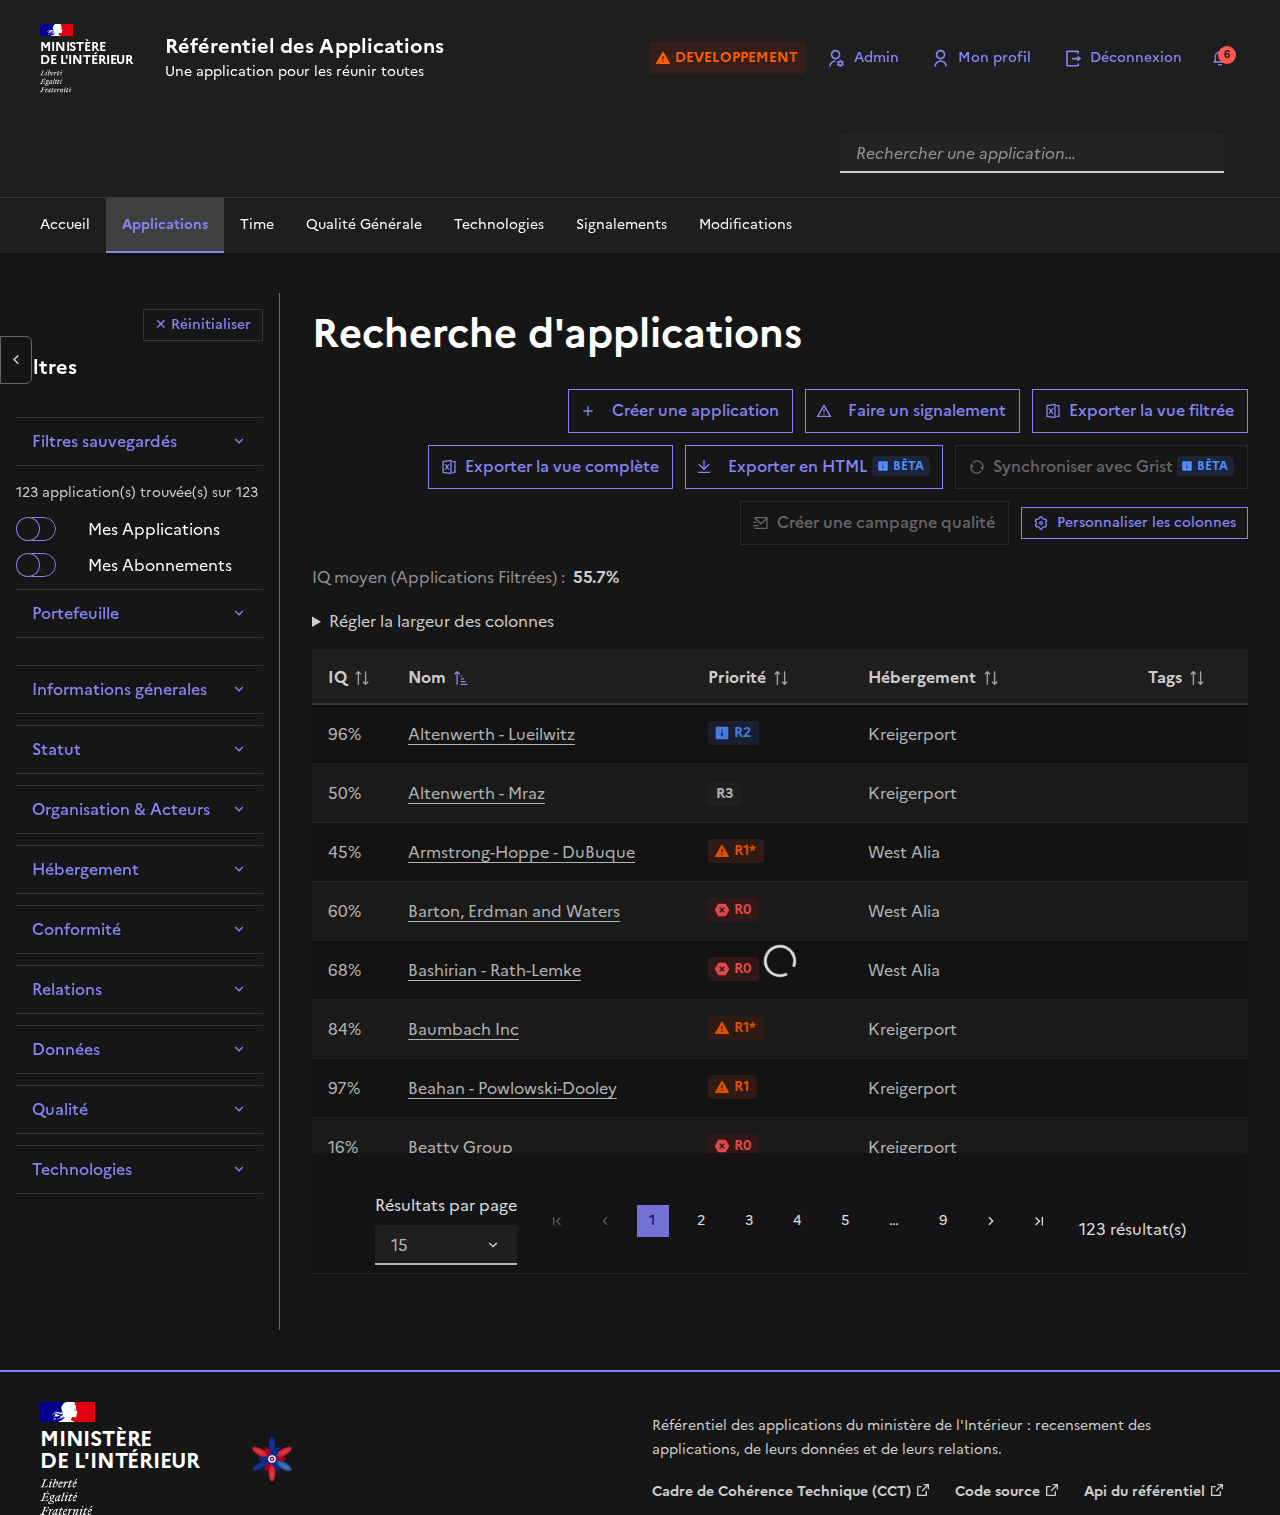 MINISTÈRE
DE L'INTÉRIEUR
Liberté
Égalité
Fraternité
Référentiel des Applications
Une application pour les réunir toutes
DEVELOPPEMENT
Admin
Mon profil
Déconnexion
6
Rechercher une application...
Accueil
Applications
Time
Qualité Générale
Technologies
Signalements
Modifications
Réinitialiser
ltres
Filtres sauvegardés
123 application(s) trouvée(s) sur 123
Mes Applications
Mes Abonnements
Portefeuille
Informations génerales
Statut
Organisation & Acteurs
Hébergement
Conformité
Relations
Données
Qualité
Technologies
Recherche d'applications
Créer une application
Faire un signalement
Exporter la vue filtrée
Exporter la vue complète
Exporter en HTML BÊTA
Synchroniser avec Grist BÊTA
Créer une campagne qualité
Personnaliser les colonnes
IQ moyen (Applications Filtrées) : 55.7%
Régler la largeur des colonnes
IQ Nom Priorité Hébergement Tags
96% Altenwerth - Lueilwitz R2 Kreigerport
50% Altenwerth - Mraz R3 Kreigerport
45% Armstrong-Hoppe - DuBuque R1* West Alia
60% Barton, Erdman and Waters R0 West Alia
68% Bashirian - Rath-Lemke R0 West Alia
84% Baumbach Inc R1* Kreigerport
97% Beahan - Powlowski-Dooley R1 Kreigerport
16% Beatty Group R0 Kreigerport
Résultats par page
15
1 2 3 4 5 ... 9
123 résultat(s)
MINISTÈRE
DE L'INTÉRIEUR
Liberté
Égalité
Fraternité
Référentiel des applications du ministère de l'Intérieur : recensement des
applications, de leurs données et de leurs relations.
Cadre de Cohérence Technique (CCT)
Code source
Api du référentiel